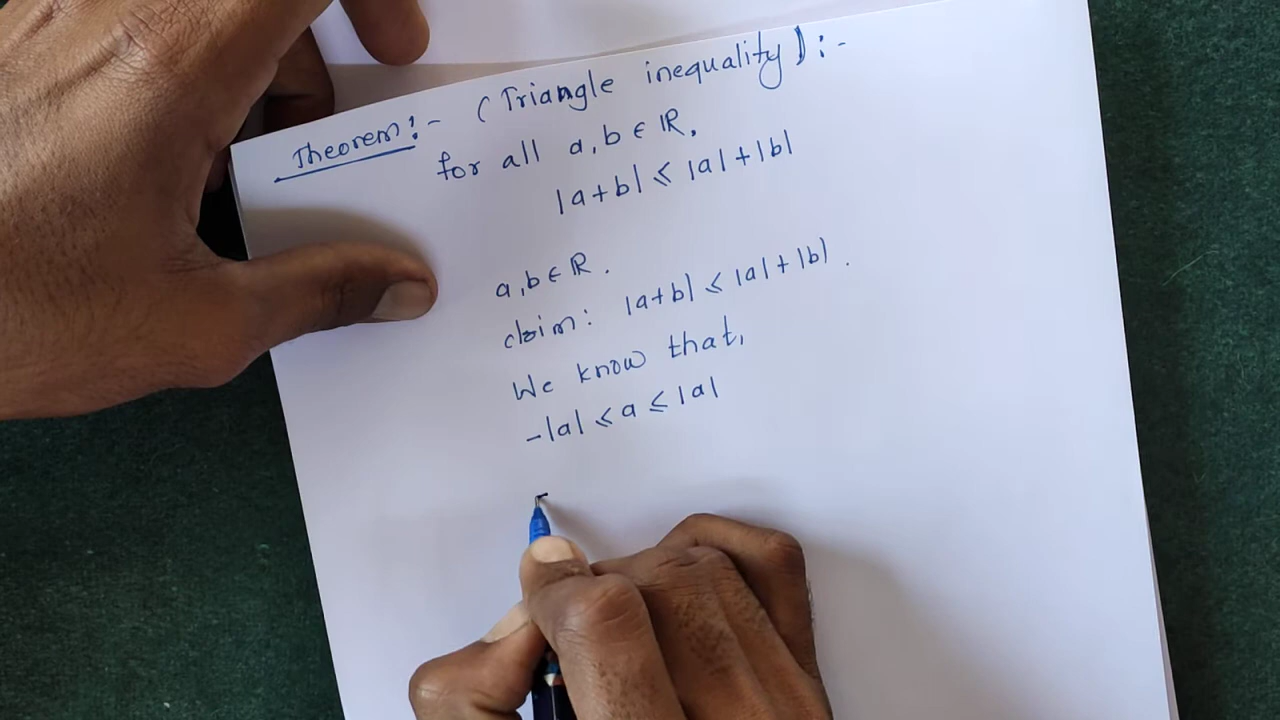 Theorem:- (Triangle inequality):-
for all a, b ∈ ℝ.
|a+b| ≤ |a|+|b|
a, b ∈ ℝ.
claim: |a+b| ≤ |a|+|b|.
We know that,
-|a| ≤ a ≤ |a|
-